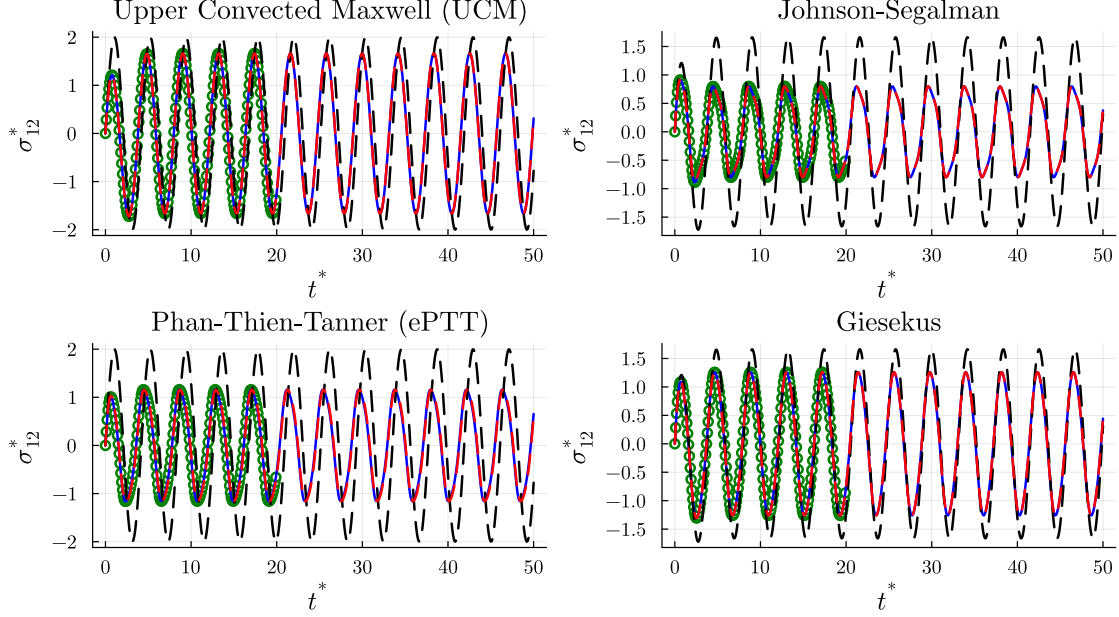 Upper Convected Maxwell (UCM)
σ*12
2
1
0
−1
−2
0 10 20 30 40 50
t*
Johnson-Segalman
σ*12
1.5
1.0
0.5
0.0
−0.5
−1.0
−1.5
0 10 20 30 40 50
t*
Phan-Thien-Tanner (ePTT)
σ*12
2
1
0
−1
−2
0 10 20 30 40 50
t*
Giesekus
σ*12
1.5
1.0
0.5
0.0
−0.5
−1.0
−1.5
0 10 20 30 40 50
t*